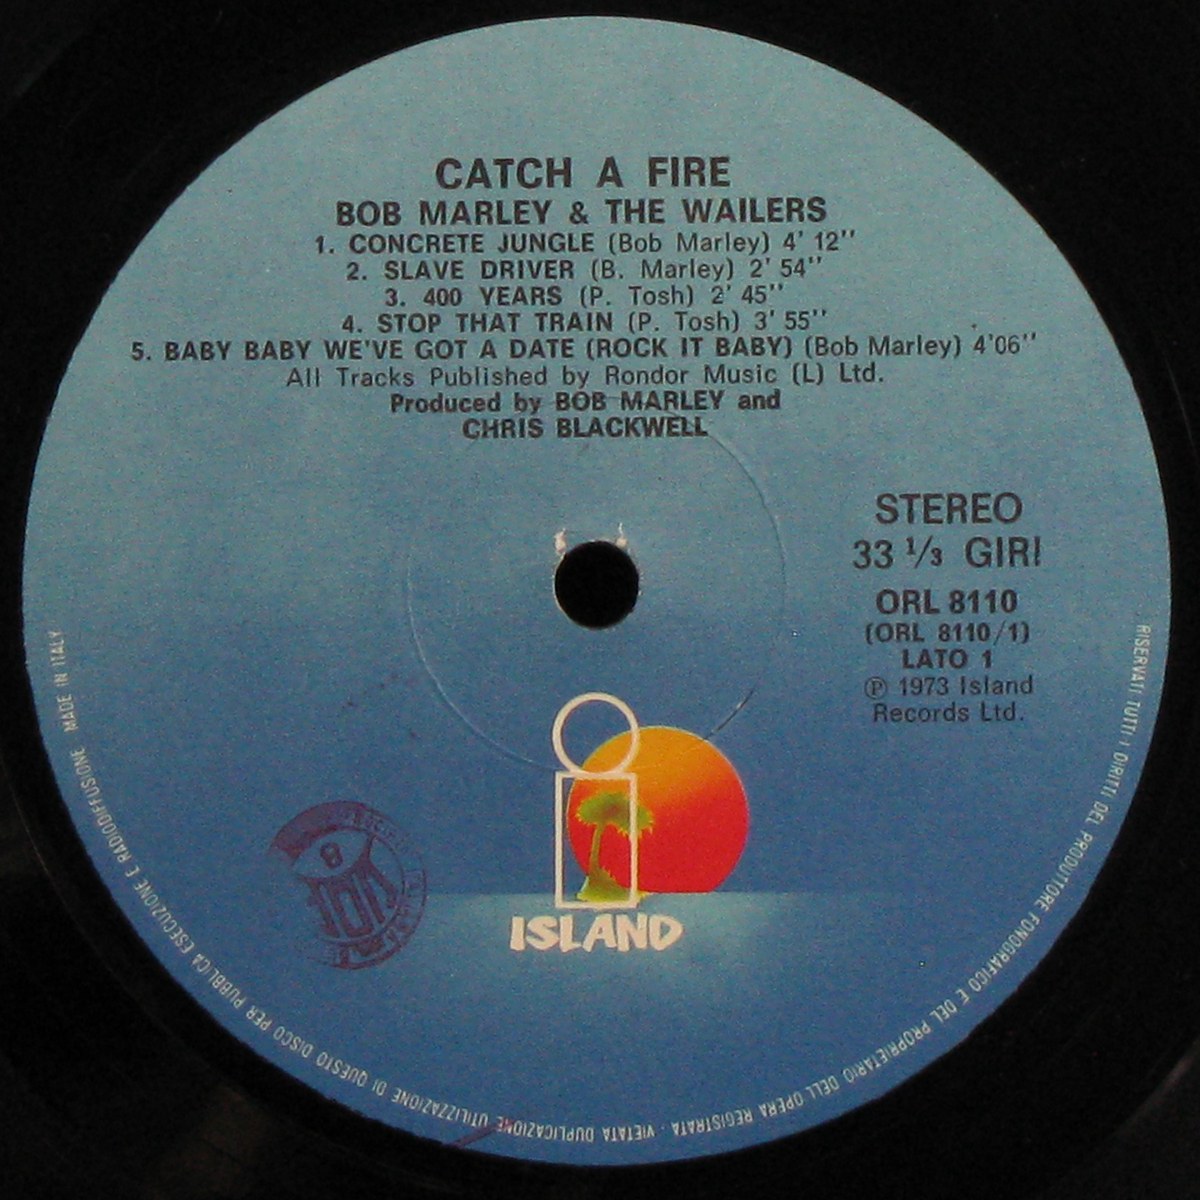 CATCH A FIRE
BOB MARLEY & THE WAILERS
1. CONCRETE JUNGLE (Bob Marley) 4' 12''
2. SLAVE DRIVER (B. Marley) 2' 54''
3. 400 YEARS (P. Tosh) 2' 45''
4. STOP THAT TRAIN (P. Tosh) 3' 55''
5. BABY BABY WE'VE GOT A DATE (ROCK IT BABY) (Bob Marley) 4'06''
All Tracks Published by Rondor Music (L) Ltd.
Produced by BOB MARLEY and
CHRIS BLACKWELL
STEREO
33 1/3 GIRI
ORL 8110
(ORL 8110/1)
LATO 1
℗ 1973 Island
Records Ltd.
ISLAND
RISERVATI TUTTI I DIRITTI DEL PRODUTTORE FONOGRAFICO E DEL PROPRIETARIO DELL'OPERA REGISTRATA - VIETATA DUPLICAZIONE UTILIZZAZIONE DI QUESTO DISCO PER PUBBLICA ESECUZIONE E RADIODIFFUSIONE MADE IN ITALY